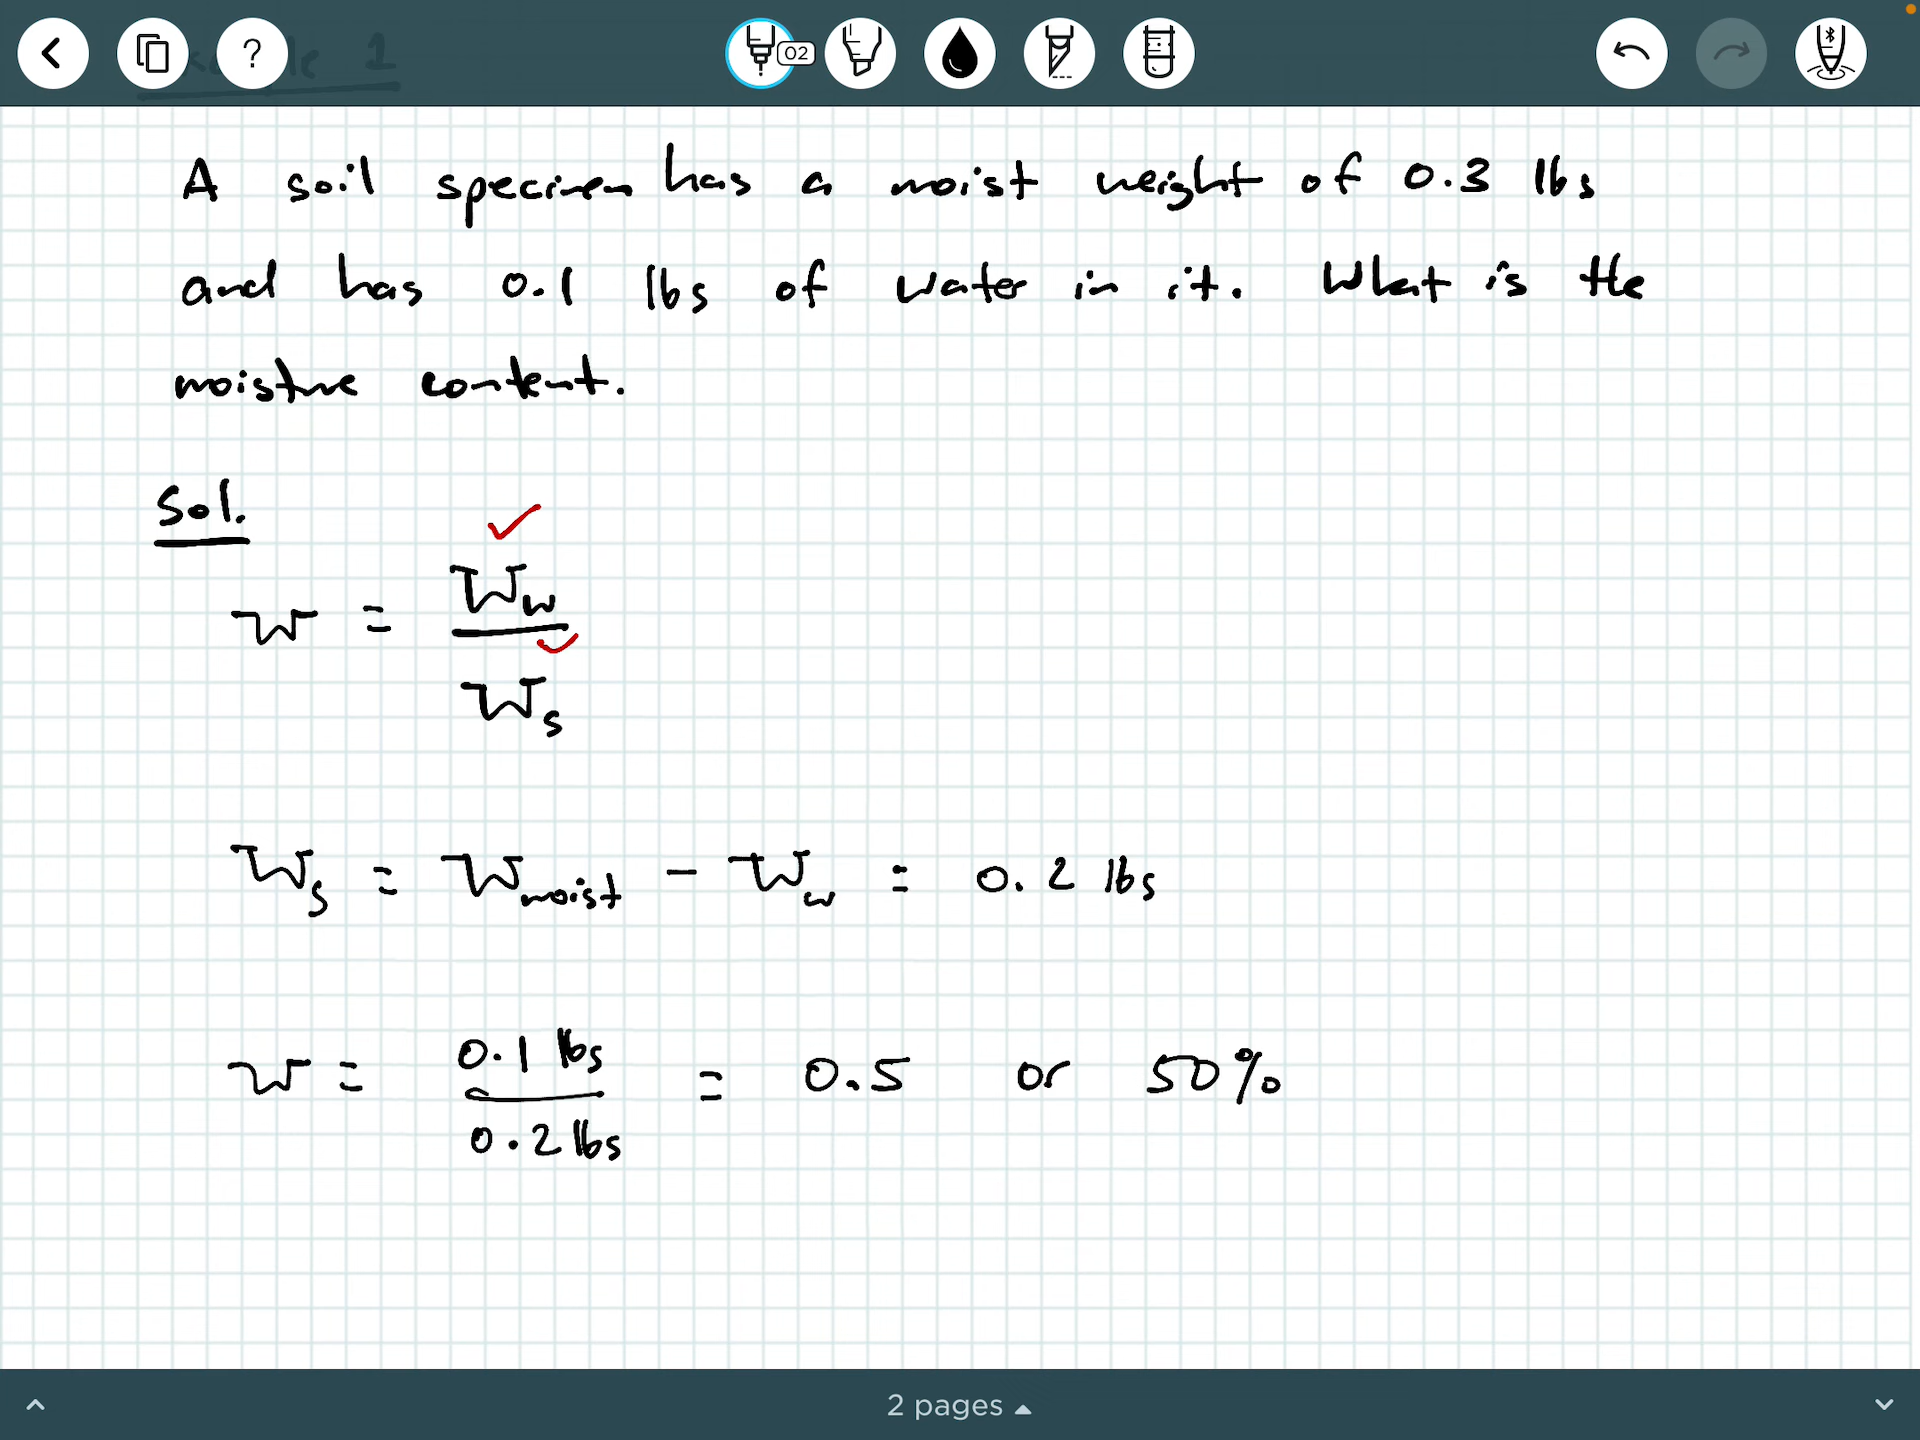 ?
02
A soil specimen has a moist weight of 0.3 lbs
and has 0.1 lbs of water in it. What is the
moisture content.
Sol.
w = Ww / Ws
Ws = Wmoist - Ww = 0.2 lbs
w = 0.1 lbs / 0.2 lbs = 0.5 or 50%
2 pages